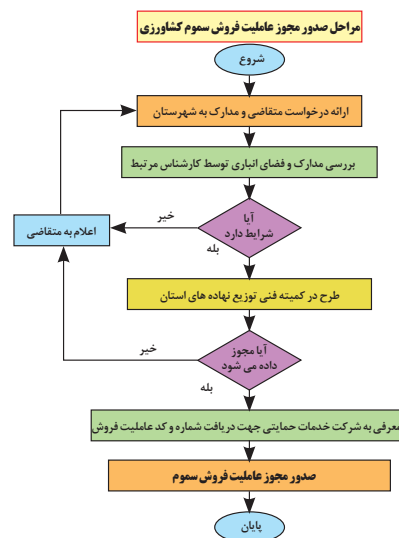 مراحل صدور مجوز عاملیت فروش سموم کشاورزی
شروع
ارائه درخواست متقاضی و مدارک به شهرستان
بررسی مدارک و فضای انباری توسط کارشناس مرتبط
آیا
شرایط دارد
خیر
اعلام به متقاضی
بله
طرح در کمیته فنی توزیع نهاده های استان
آیا مجوز
داده می شود
خیر
بله
معرفی به شرکت خدمات حمایتی جهت دریافت شماره و کد عاملیت فروش
صدور مجوز عاملیت فروش سموم
پایان